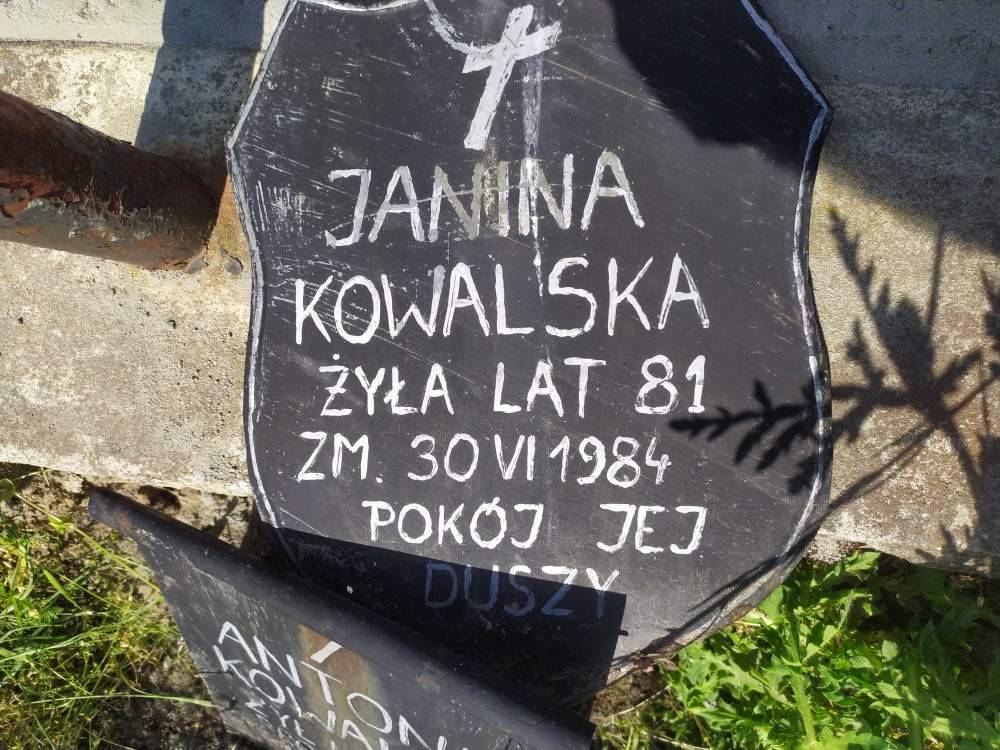 JANINA
KOWALSKA
ŻYŁA LAT 81
ZM. 30 VI 1984
POKÓJ JEJ
DUSZY